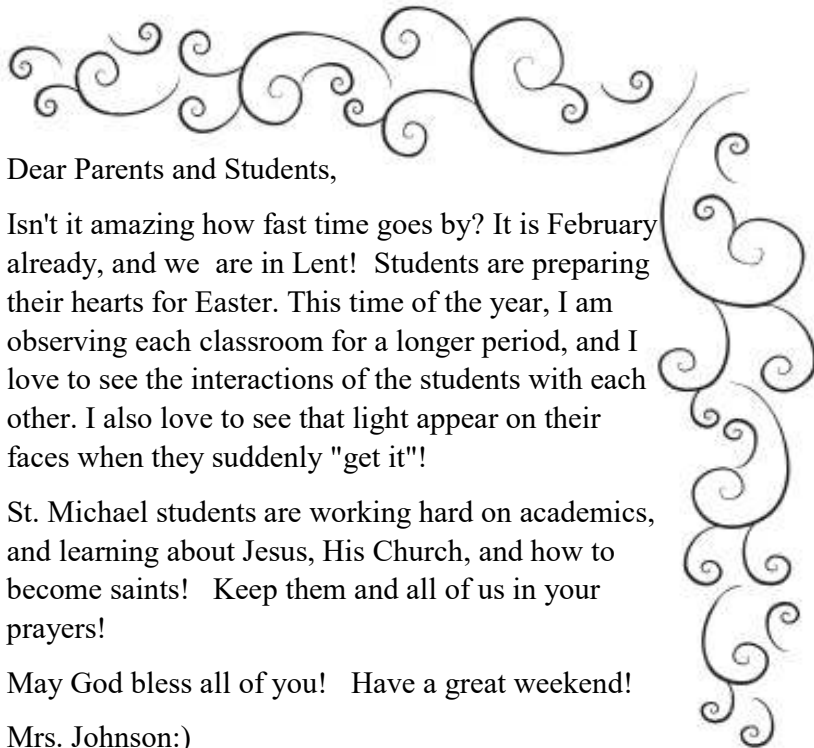 Dear Parents and Students,
Isn't it amazing how fast time goes by? It is February
already, and we  are in Lent!  Students are preparing
their hearts for Easter. This time of the year, I am
observing each classroom for a longer period, and I
love to see the interactions of the students with each
other. I also love to see that light appear on their
faces when they suddenly "get it"!
St. Michael students are working hard on academics,
and learning about Jesus, His Church, and how to
become saints!   Keep them and all of us in your
prayers!
May God bless all of you!   Have a great weekend!
Mrs. Johnson:)